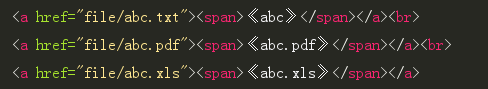 <a href="file/abc.txt"><span>《abc》</span></a><br>
<a href="file/abc.pdf"><span>《abc.pdf》</span></a><br>
<a href="file/abc.xls"><span>《abc.xls》</span></a>